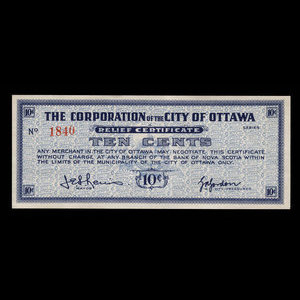 10¢ 10¢
THE CORPORATION OF THE CITY OF OTTAWA
Nº 1840 RELIEF CERTIFICATE SERIES
TEN CENTS
ANY MERCHANT IN THE CITY OF OTTAWA MAY NEGOTIATE THIS CERTIFICATE
WITHOUT CHARGE AT ANY BRANCH OF THE BANK OF NOVA SCOTIA WITHIN
THE LIMITS OF THE MUNICIPALITY OF THE CITY OF OTTAWA ONLY.
10¢
MAYOR CITY TREASURER
10¢ 10¢